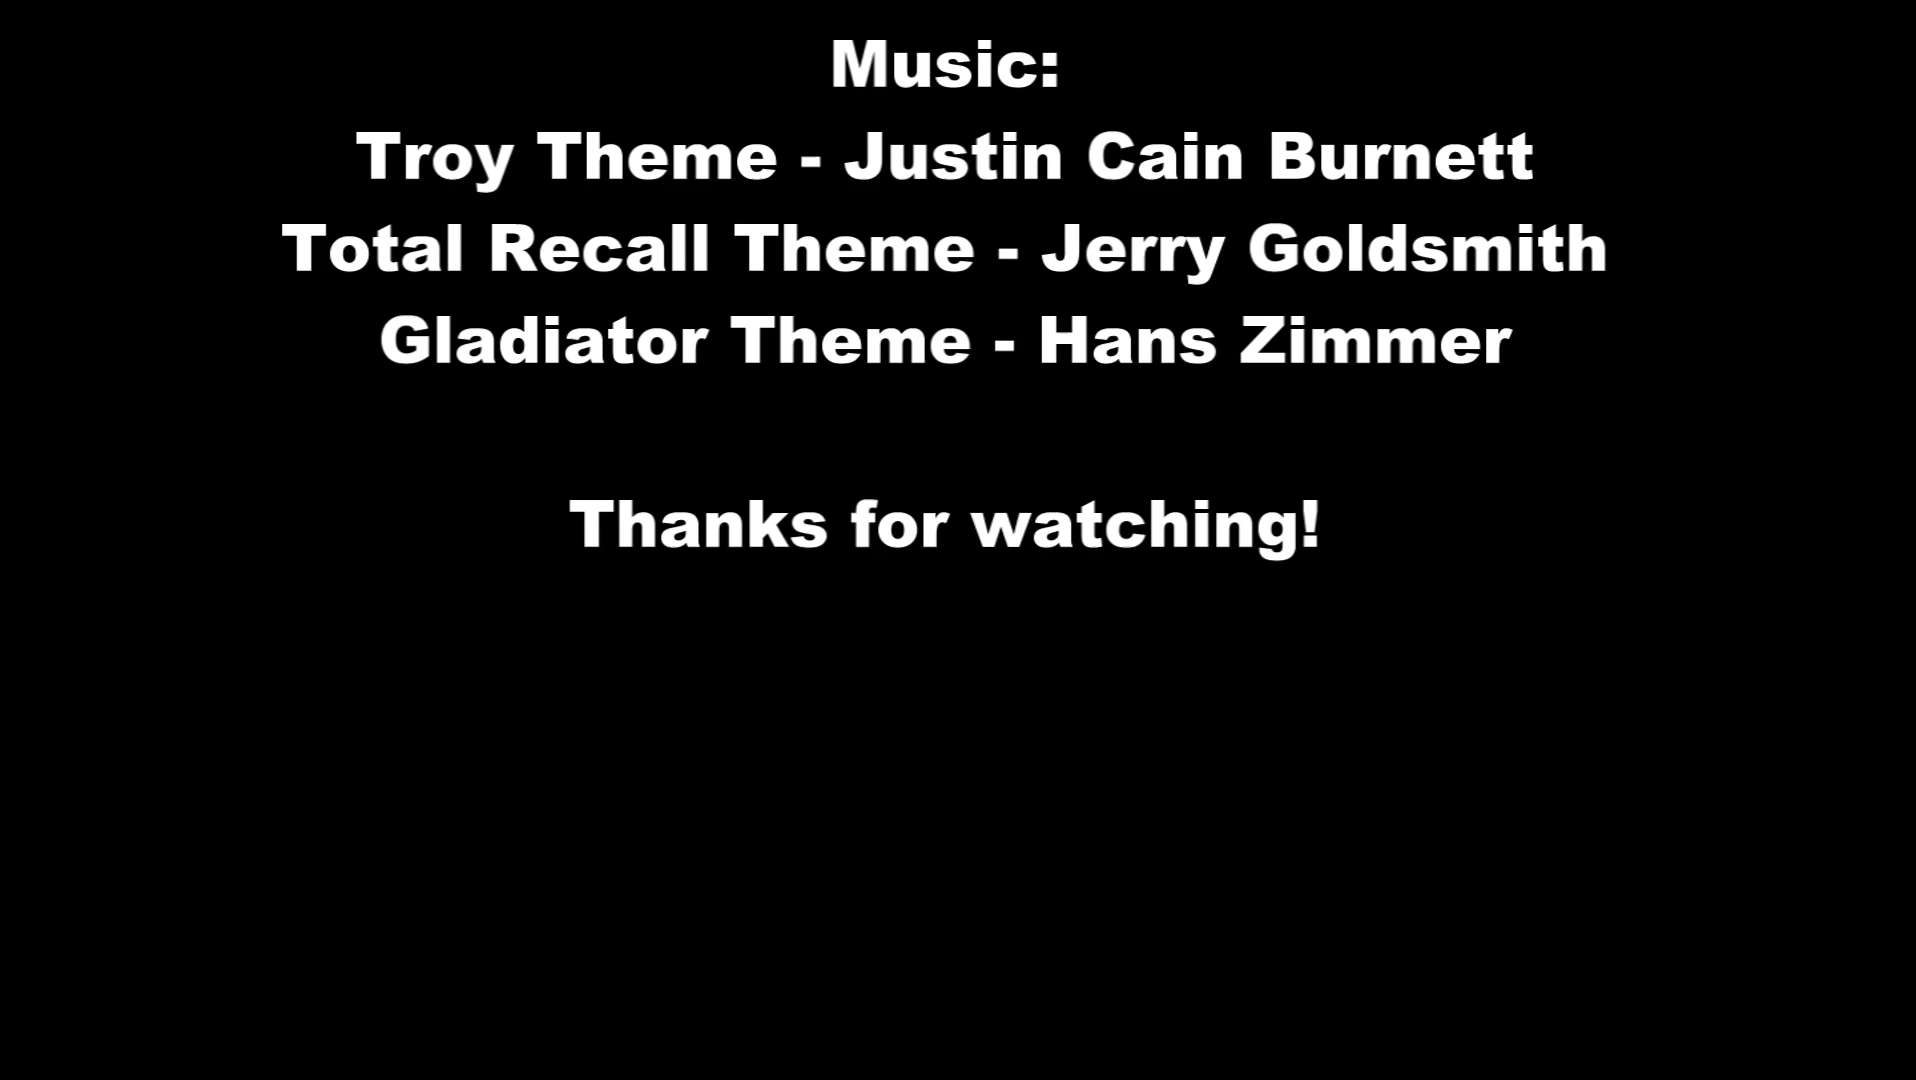 Music:
Troy Theme - Justin Cain Burnett
Total Recall Theme - Jerry Goldsmith
Gladiator Theme - Hans Zimmer
Thanks for watching!